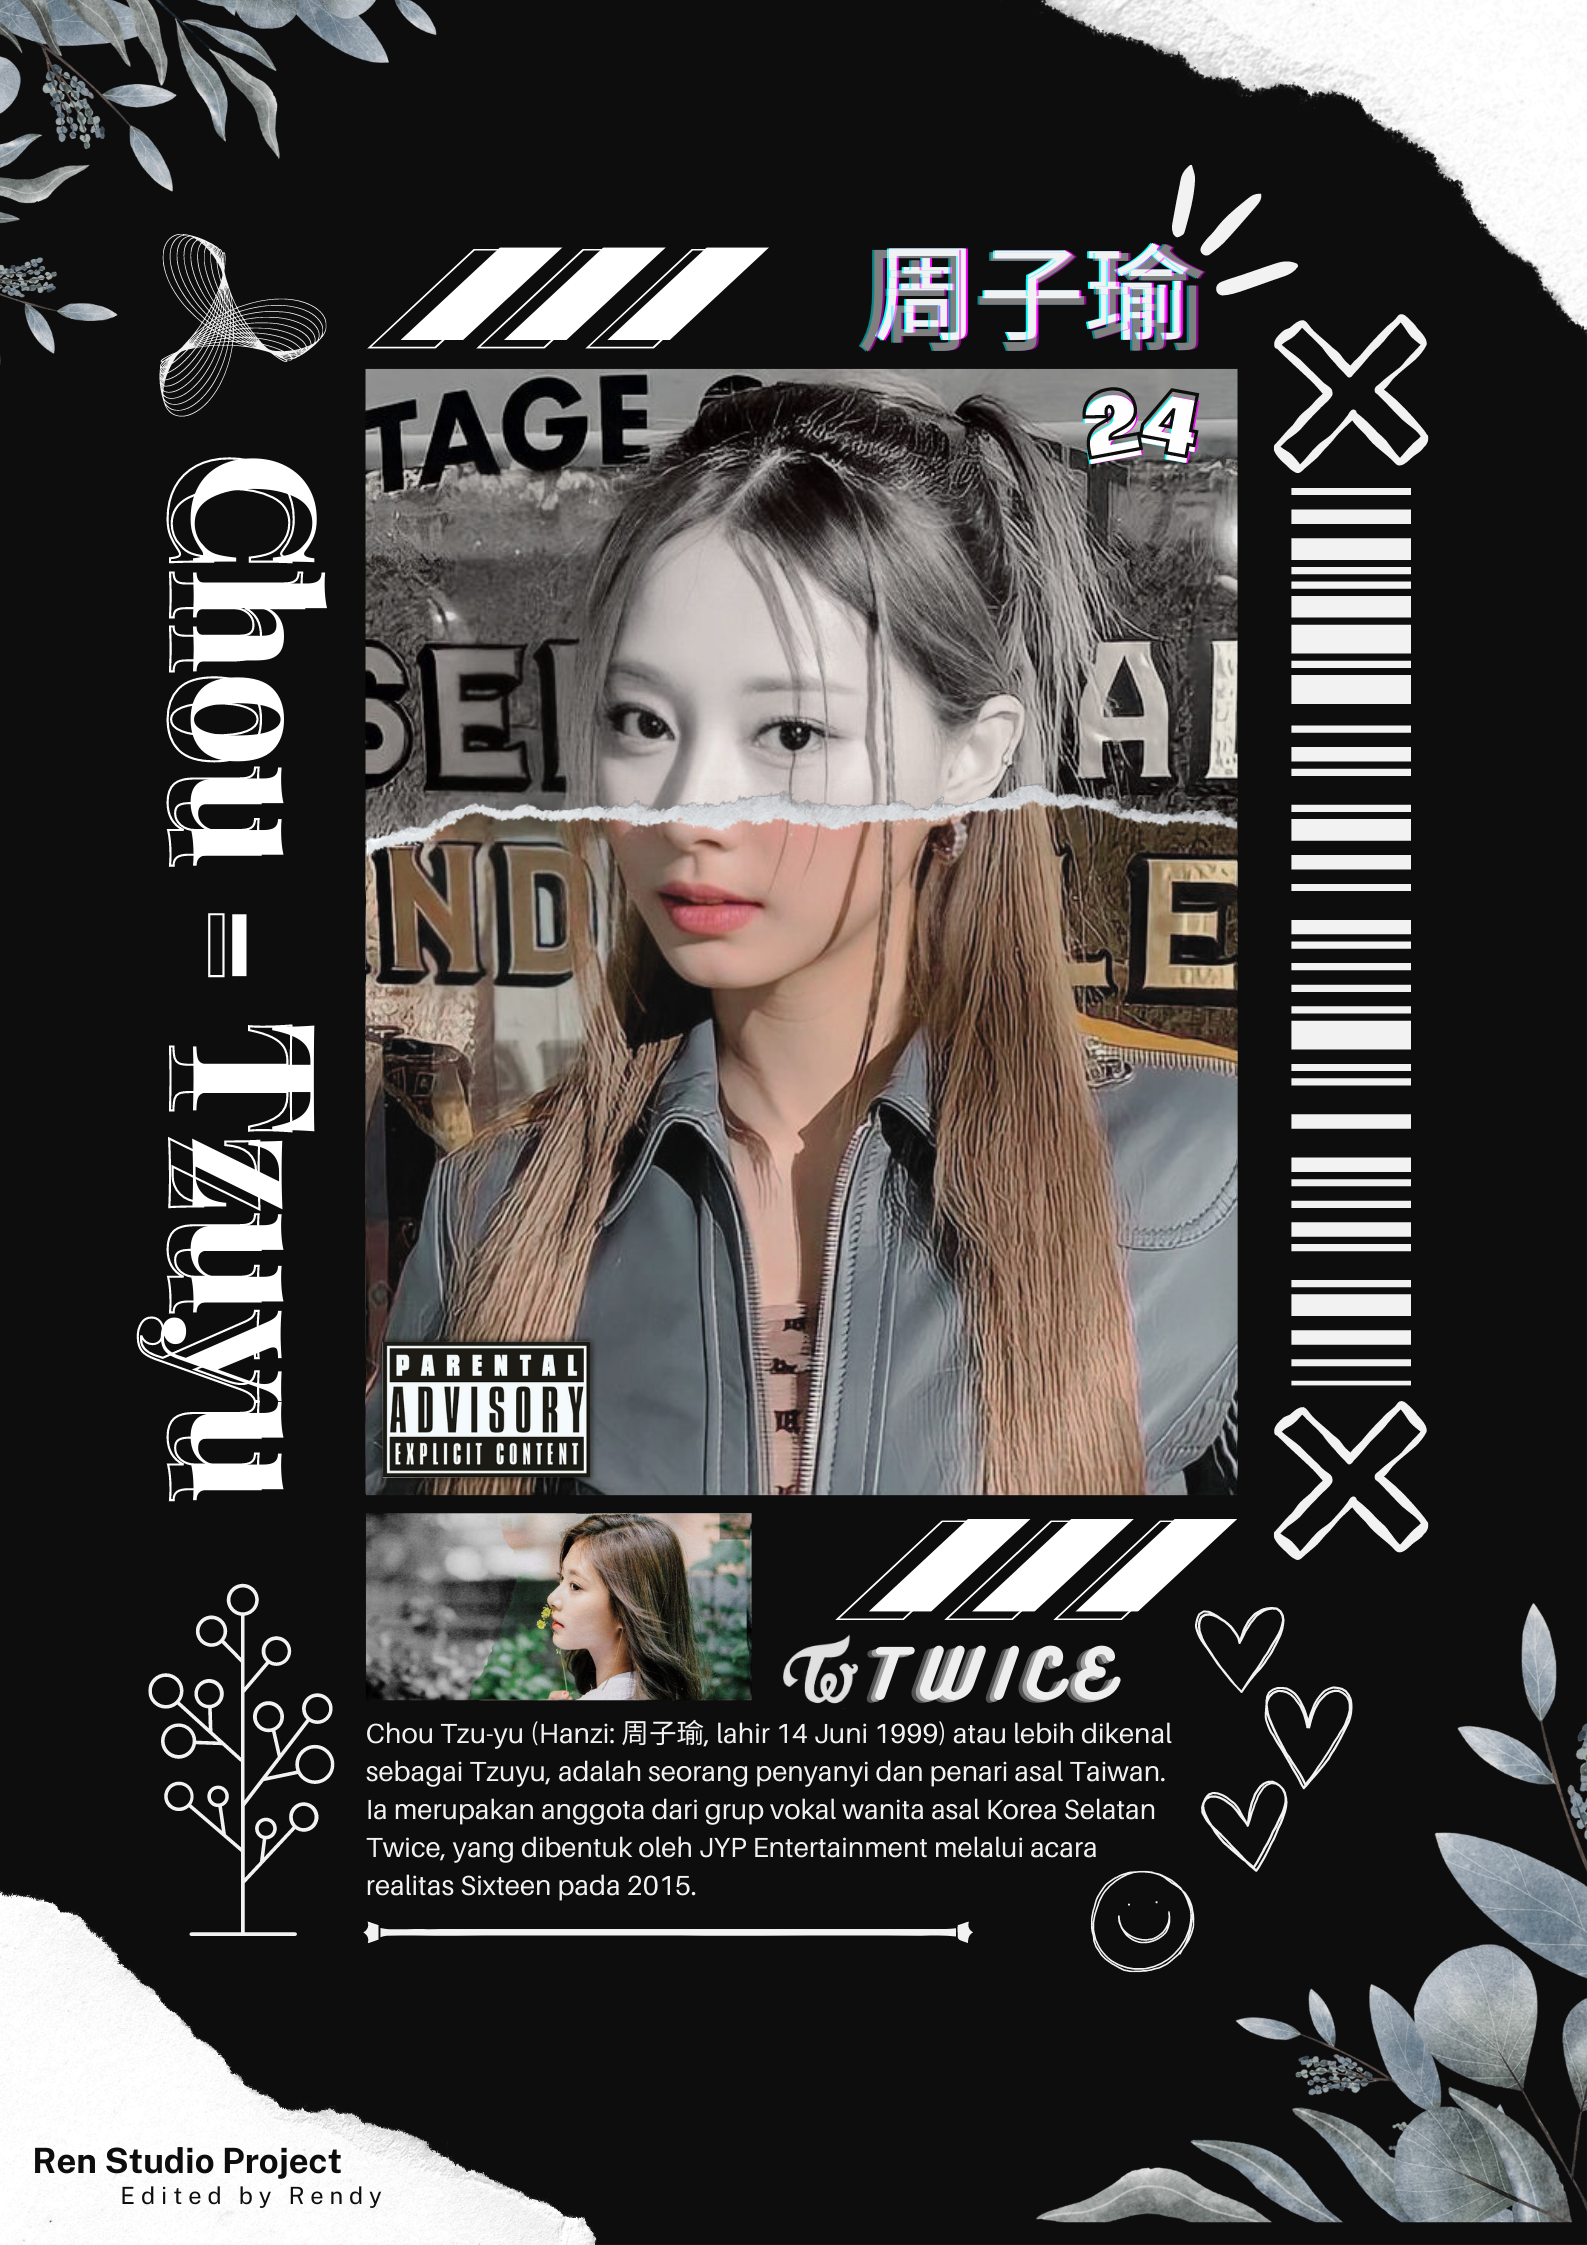 周子瑜
24
TAGE
SE
A
ND
LE
Chou - Tzuyu
PARENTAL
ADVISORY
EXPLICIT CONTENT
TWICE
Chou Tzu-yu (Hanzi: 周子瑜, lahir 14 Juni 1999) atau lebih dikenal
sebagai Tzuyu, adalah seorang penyanyi dan penari asal Taiwan.
Ia merupakan anggota dari grup vokal wanita asal Korea Selatan
Twice, yang dibentuk oleh JYP Entertainment melalui acara
realitas Sixteen pada 2015.
Ren Studio Project
Edited by Rendy